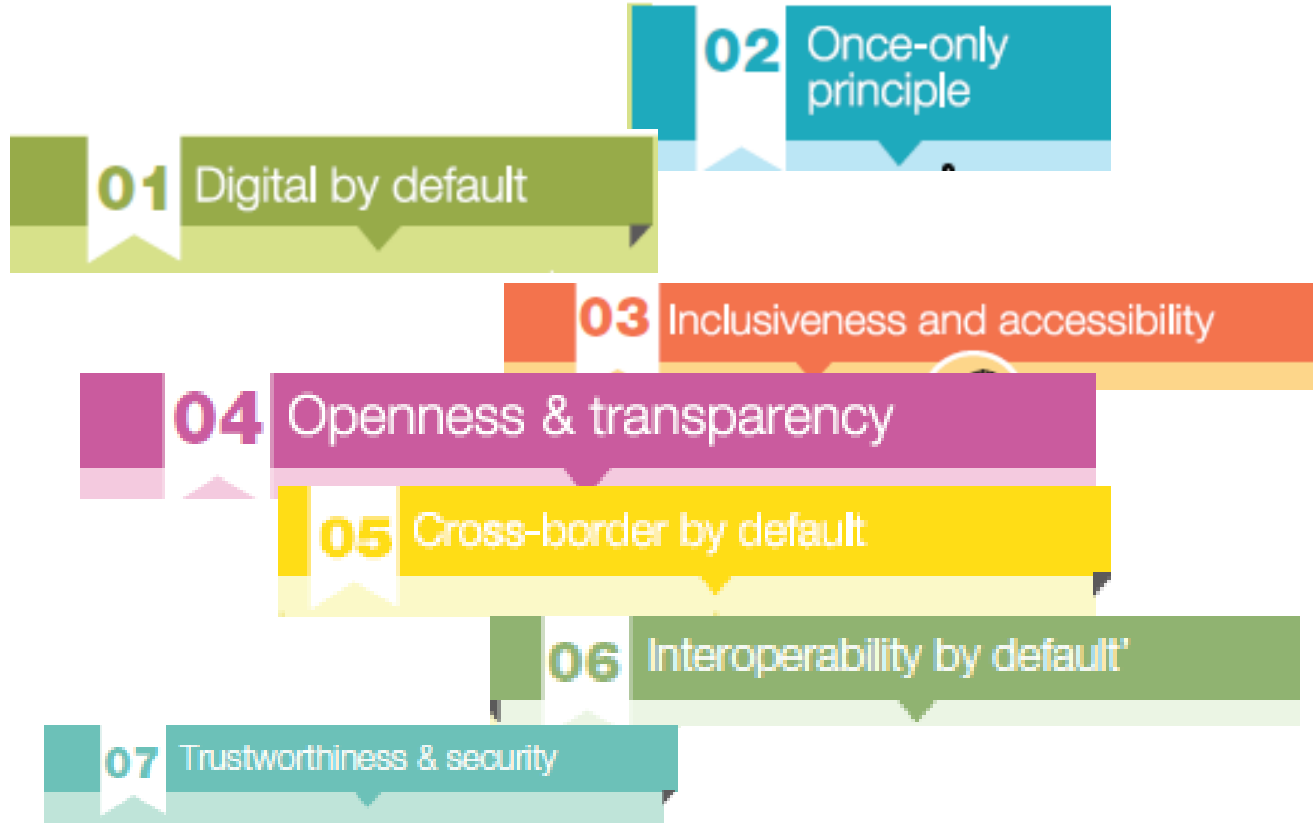 01 Digital by default
02 Once-only
principle
03 Inclusiveness and accessibility
04 Openness & transparency
05 Cross-border by default
06 Interoperability by default'
07 Trustworthiness & security